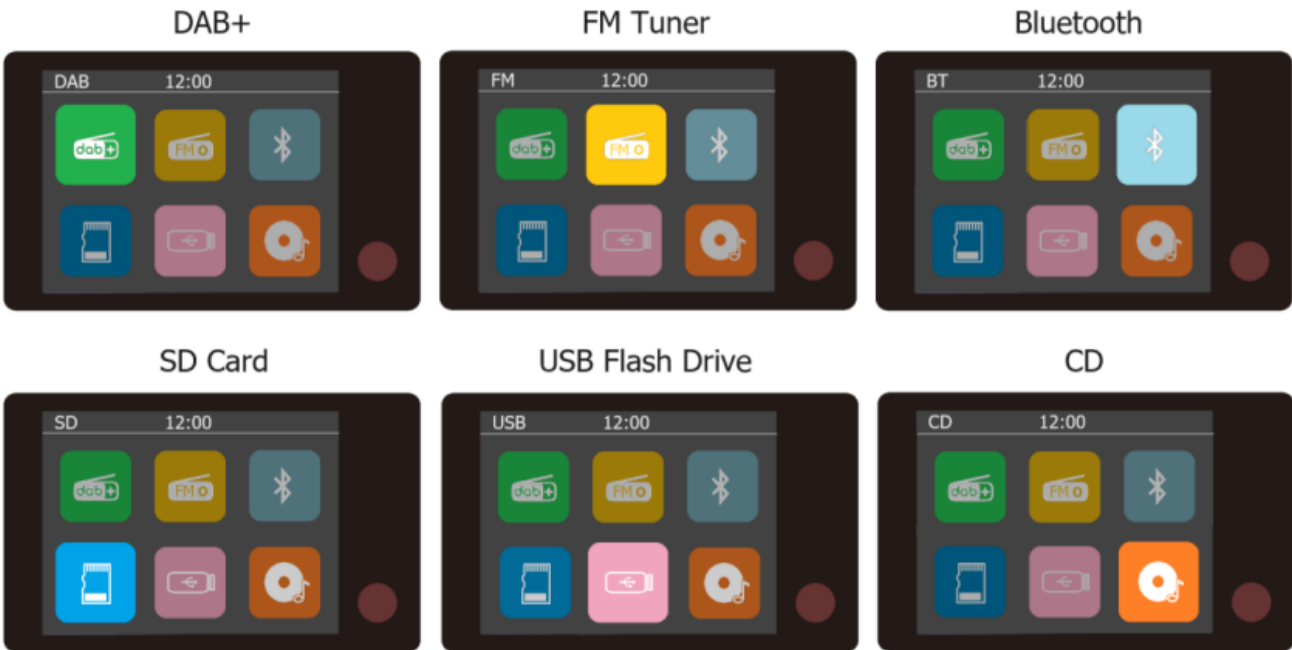 DAB+
FM Tuner
Bluetooth
DAB 12:00
FM 12:00
BT 12:00
dab+ FM
dab+ FM
dab+ FM
SD Card
USB Flash Drive
CD
SD 12:00
USB 12:00
CD 12:00
dab+ FM
dab+ FM
dab+ FM